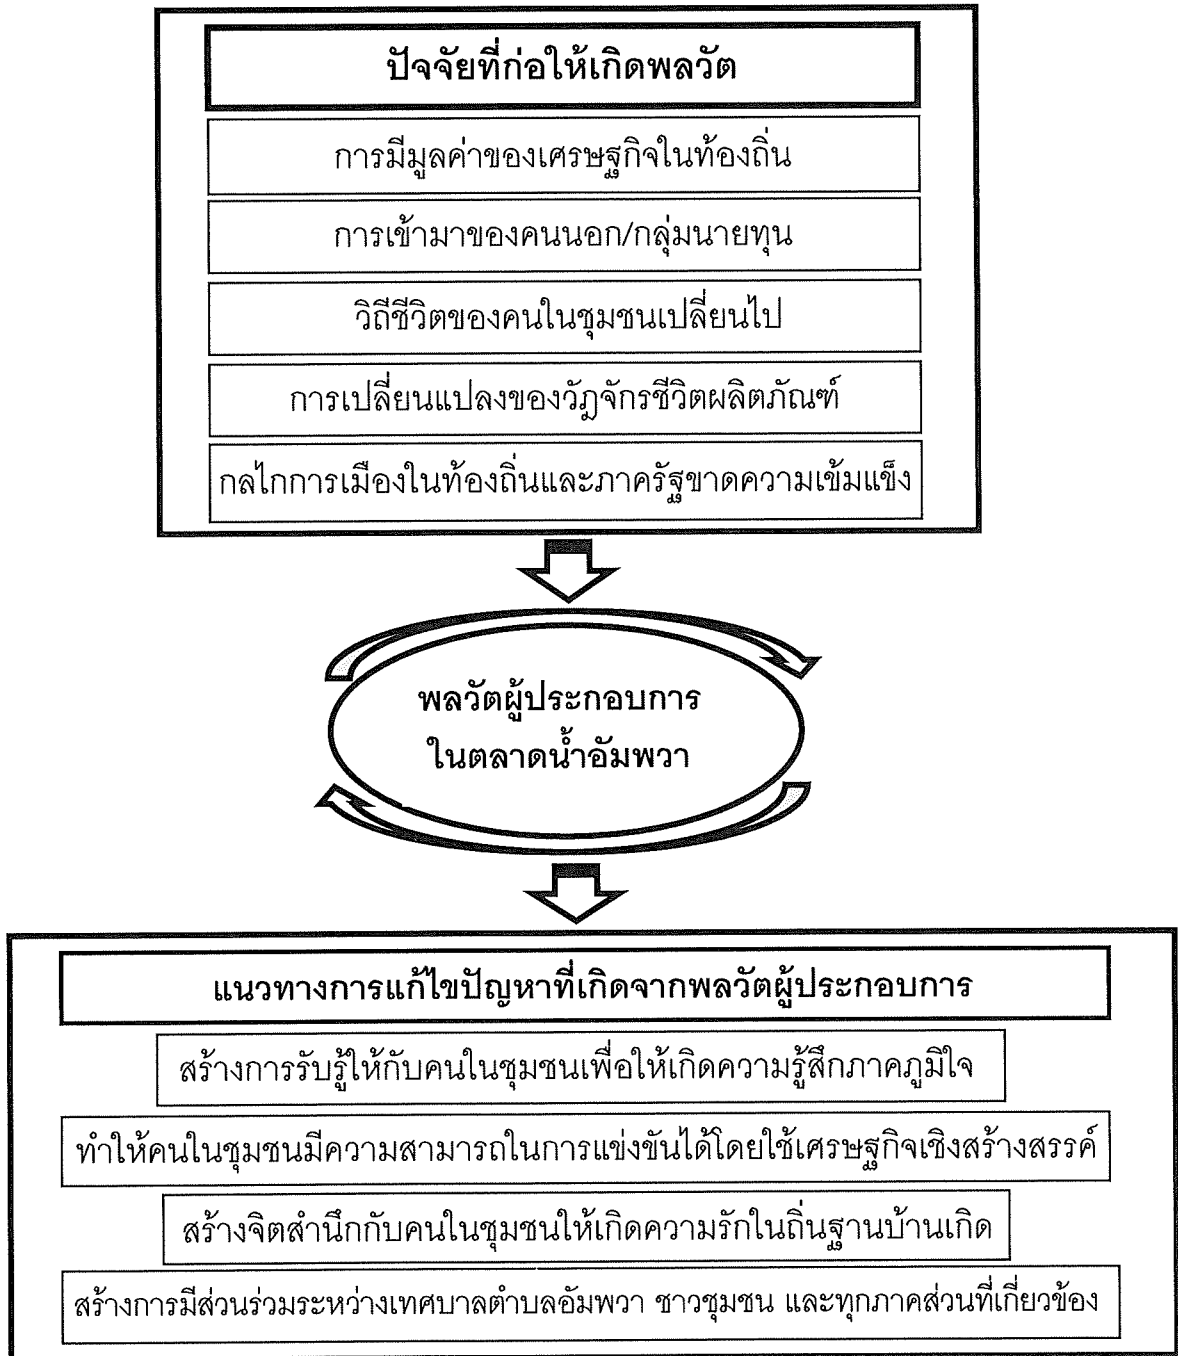 ปัจจัยที่ก่อให้เกิดพลวัต
การมีมูลค่าของเศรษฐกิจในท้องถิ่น
การเข้ามาของคนนอก/กลุ่มนายทุน
วิถีชีวิตของคนในชุมชนเปลี่ยนไป
การเปลี่ยนแปลงของวัฏจักรชีวิตผลิตภัณฑ์
กลไกการเมืองในท้องถิ่นและภาครัฐขาดความเข้มแข็ง
พลวัตผู้ประกอบการ
ในตลาดน้ำอัมพวา
แนวทางการแก้ไขปัญหาที่เกิดจากพลวัตผู้ประกอบการ
สร้างการรับรู้ให้กับคนในชุมชนเพื่อให้เกิดความรู้สึกภาคภูมิใจ
ทำให้คนในชุมชนมีความสามารถในการแข่งขันได้โดยใช้เศรษฐกิจเชิงสร้างสรรค์
สร้างจิตสำนึกกับคนในชุมชนให้เกิดความรักในถิ่นฐานบ้านเกิด
สร้างการมีส่วนร่วมระหว่างเทศบาลตำบลอัมพวา ชาวชุมชน และทุกภาคส่วนที่เกี่ยวข้อง